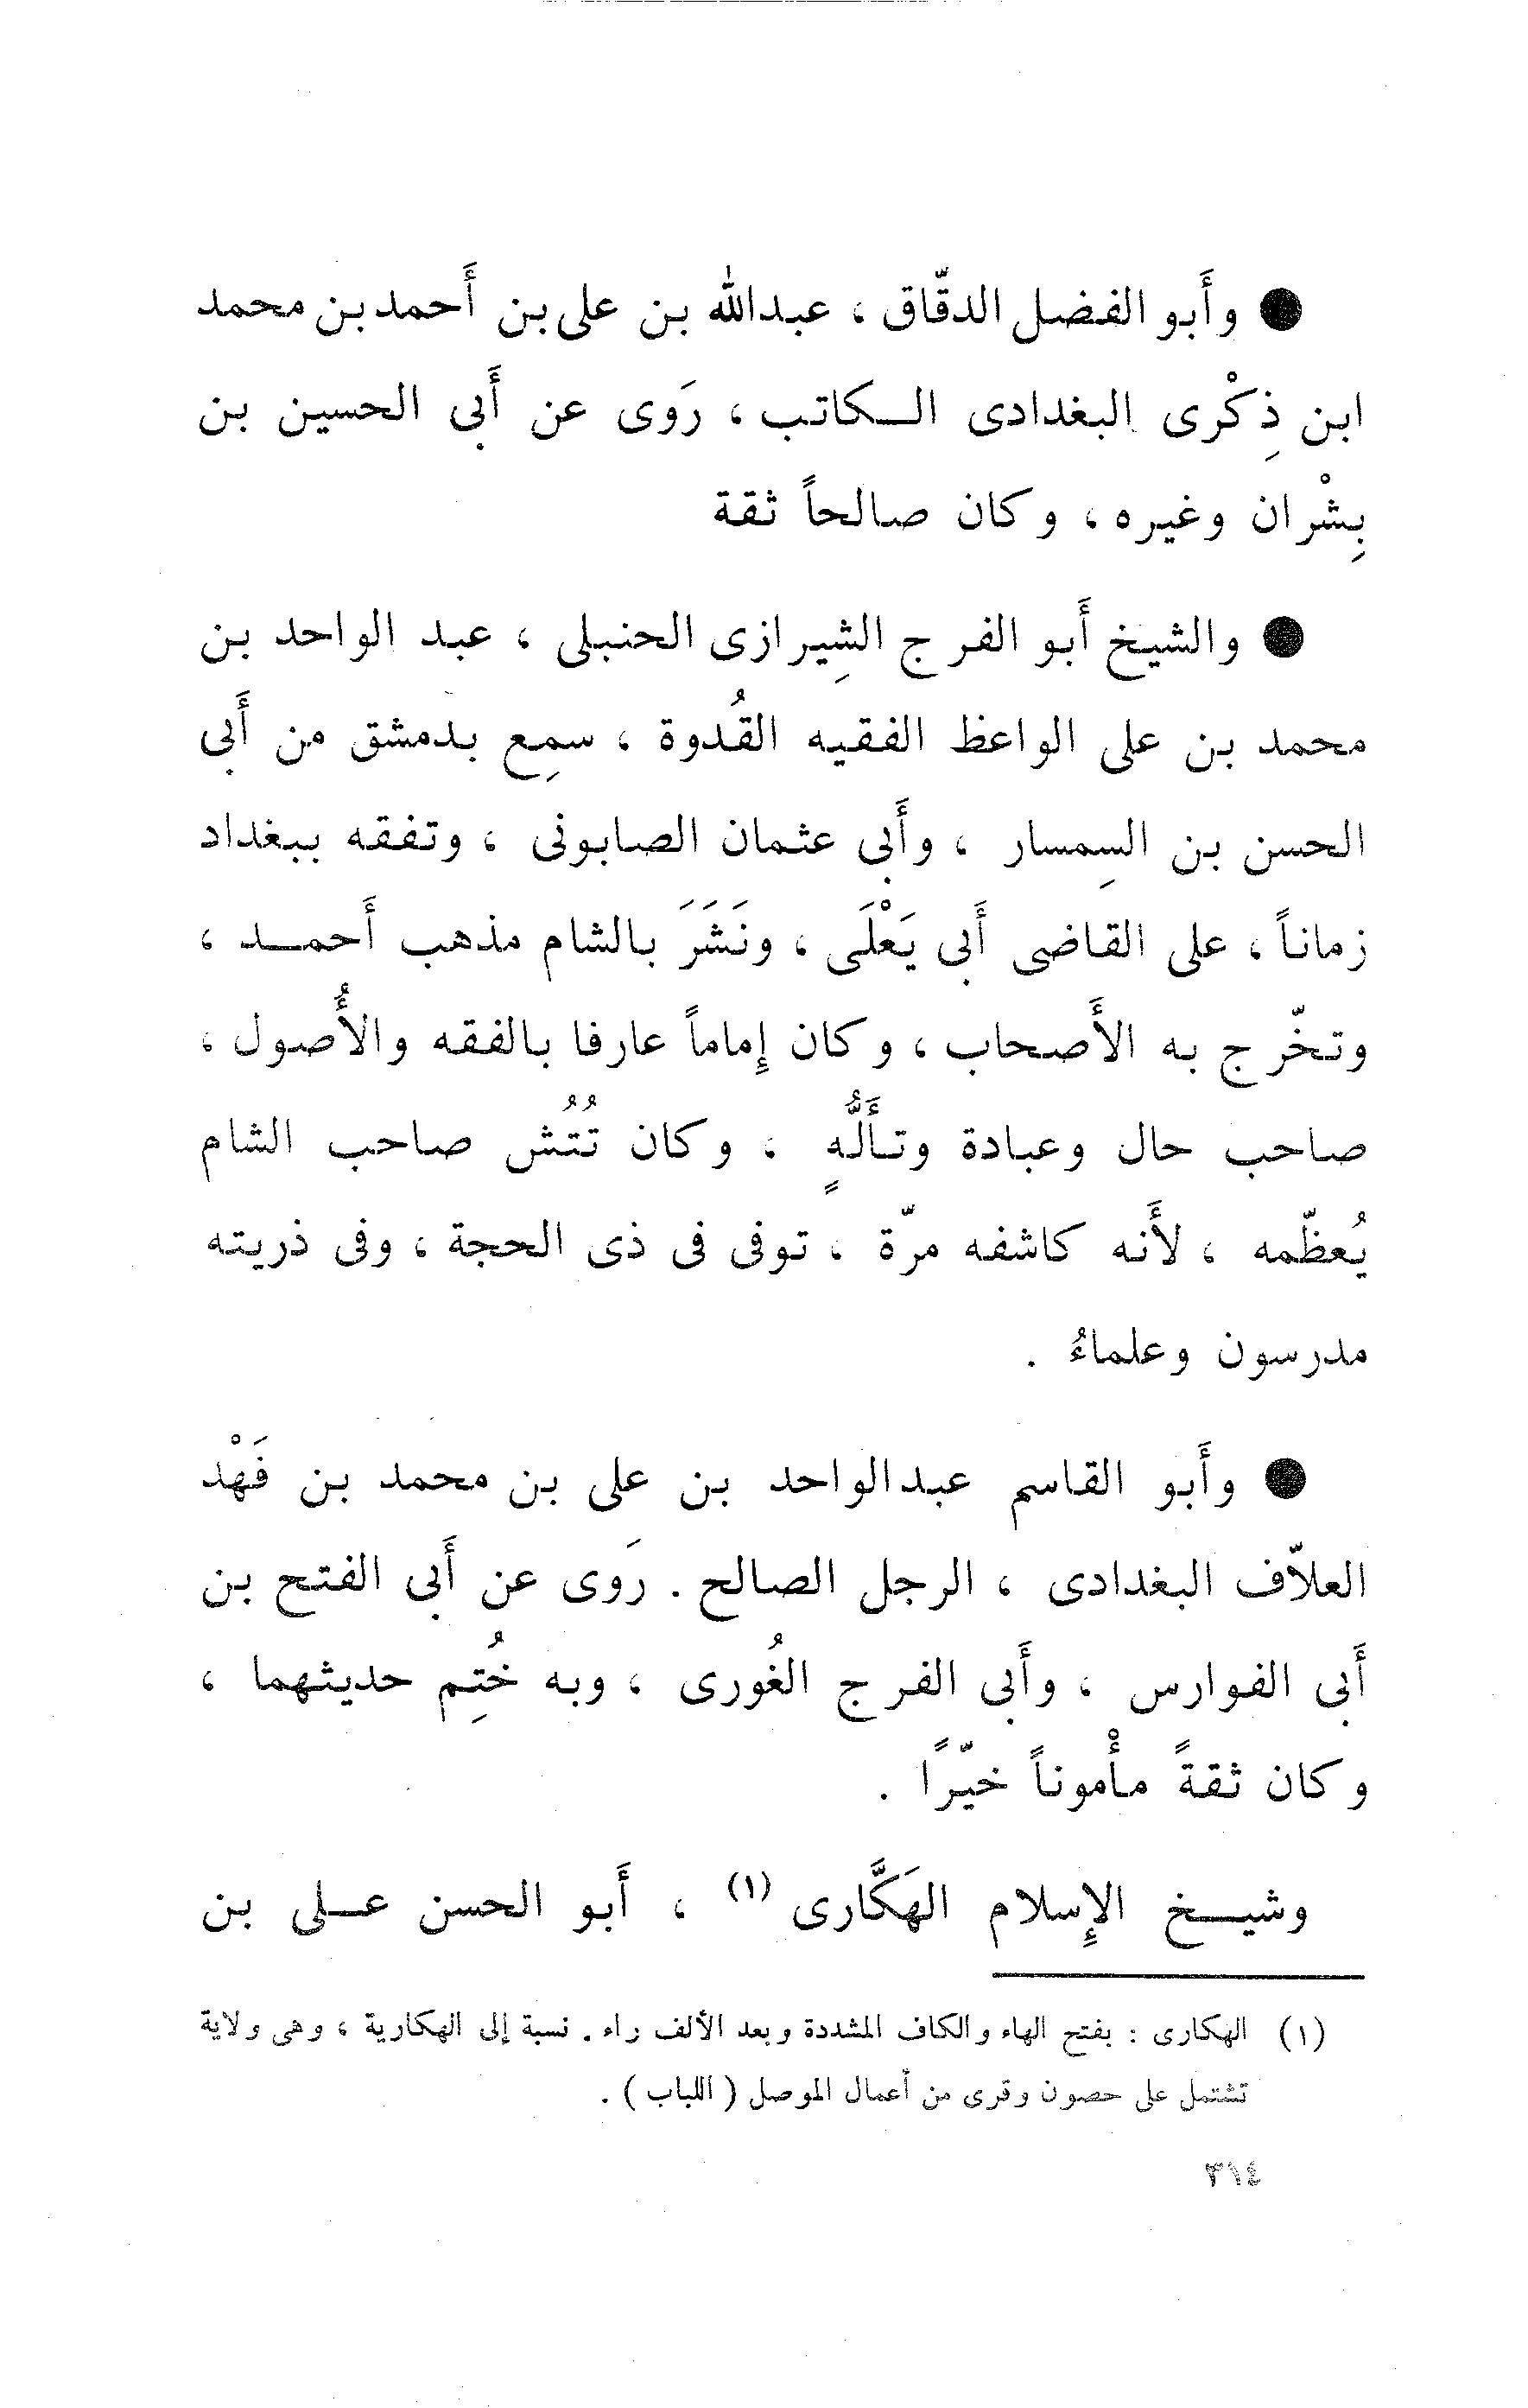 ● وأَبو الفضل الدقّاق ، عبدالله بن على بن أَحمد بن محمد
ابن ذِكْرى البغدادى الكاتب ، رَوى عن أَبى الحسين بن
بِشْران وغيره ، وكان صالحاً ثقة
● والشيخ أَبو الفرج الشِيرازى الحنبلى ، عبد الواحد بن
محمد بن على الواعظ الفقيه القُدوة ، سمِع بدمشق من أَبى
الحسن بن السِمسار ، وأَبى عثمان الصابونى ، وتفقه ببغداد
زماناً ، على القاضى أَبى يَعْلَى ، ونَشَرَ بالشام مذهب أَحمد ،
وتخّرج به الأَصحاب ، وكان إِماماً عارفا بالفقه والأُصول ،
صاحب حال وعبادة وتأَلُّهٍ ، وكان تُتُش صاحب الشام
يُعظّمه ، لأَنه كاشفه مرّة ، توفى فى ذى الحجة ، وفى ذريته
مدرسون وعلماءُ .
● وأَبو القاسم عبدالواحد بن على بن محمد بن فَهْد
العلاّف البغدادى ، الرجل الصالح . رَوى عن أَبى الفتح بن
أَبى الفوارس ، وأَبى الفرج الغُورى ، وبه خُتِم حديثهما ،
وكان ثقةً مأْموناً خيّرًا .
وشيخ الإِسلام الهَكَّارى (١) ، أَبو الحسن على بن
(١) الهكارى : بفتح الهاء والكاف المشددة وبعد الألف راء . نسبة إلى الهكارية ، وهى ولاية
تشتمل على حصون وقرى من أعمال الموصل ( اللباب ) .
٣١٤